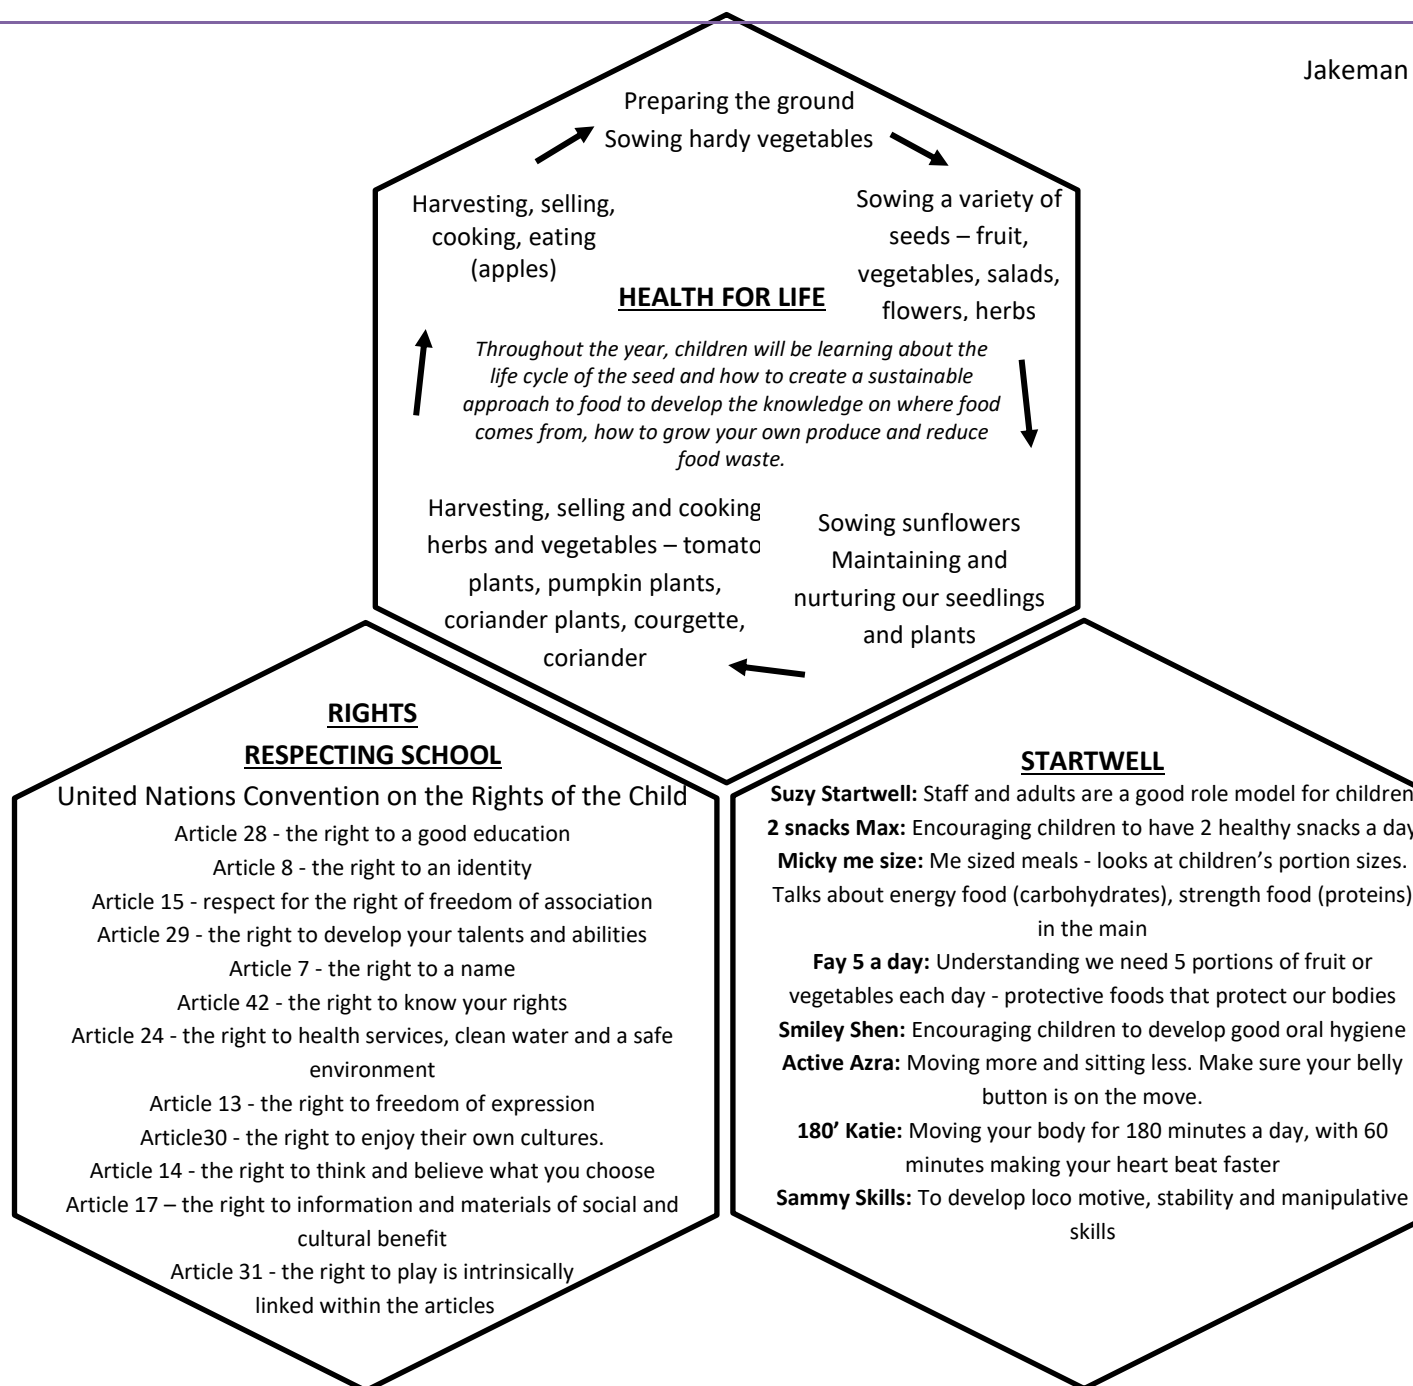 Jakeman
Preparing the ground
Sowing hardy vegetables
Sowing a variety of
seeds – fruit,
vegetables, salads,
flowers, herbs
Sowing sunflowers
Maintaining and
nurturing our seedlings
and plants
Harvesting, selling and cooking
herbs and vegetables – tomato
plants, pumpkin plants,
coriander plants, courgette,
coriander
Harvesting, selling,
cooking, eating
(apples)
HEALTH FOR LIFE
Throughout the year, children will be learning about the
life cycle of the seed and how to create a sustainable
approach to food to develop the knowledge on where food
comes from, how to grow your own produce and reduce
food waste.
RIGHTS
RESPECTING SCHOOL
United Nations Convention on the Rights of the Child
Article 28 - the right to a good education
Article 8 - the right to an identity
Article 15 - respect for the right of freedom of association
Article 29 - the right to develop your talents and abilities
Article 7 - the right to a name
Article 42 - the right to know your rights
Article 24 - the right to health services, clean water and a safe
environment
Article 13 - the right to freedom of expression
Article30 - the right to enjoy their own cultures.
Article 14 - the right to think and believe what you choose
Article 17 – the right to information and materials of social and
cultural benefit
Article 31 - the right to play is intrinsically
linked within the articles
STARTWELL
Suzy Startwell: Staff and adults are a good role model for children
2 snacks Max: Encouraging children to have 2 healthy snacks a day
Micky me size: Me sized meals - looks at children’s portion sizes.
Talks about energy food (carbohydrates), strength food (proteins)
in the main
Fay 5 a day: Understanding we need 5 portions of fruit or
vegetables each day - protective foods that protect our bodies
Smiley Shen: Encouraging children to develop good oral hygiene
Active Azra: Moving more and sitting less. Make sure your belly
button is on the move.
180’ Katie: Moving your body for 180 minutes a day, with 60
minutes making your heart beat faster
Sammy Skills: To develop loco motive, stability and manipulative
skills